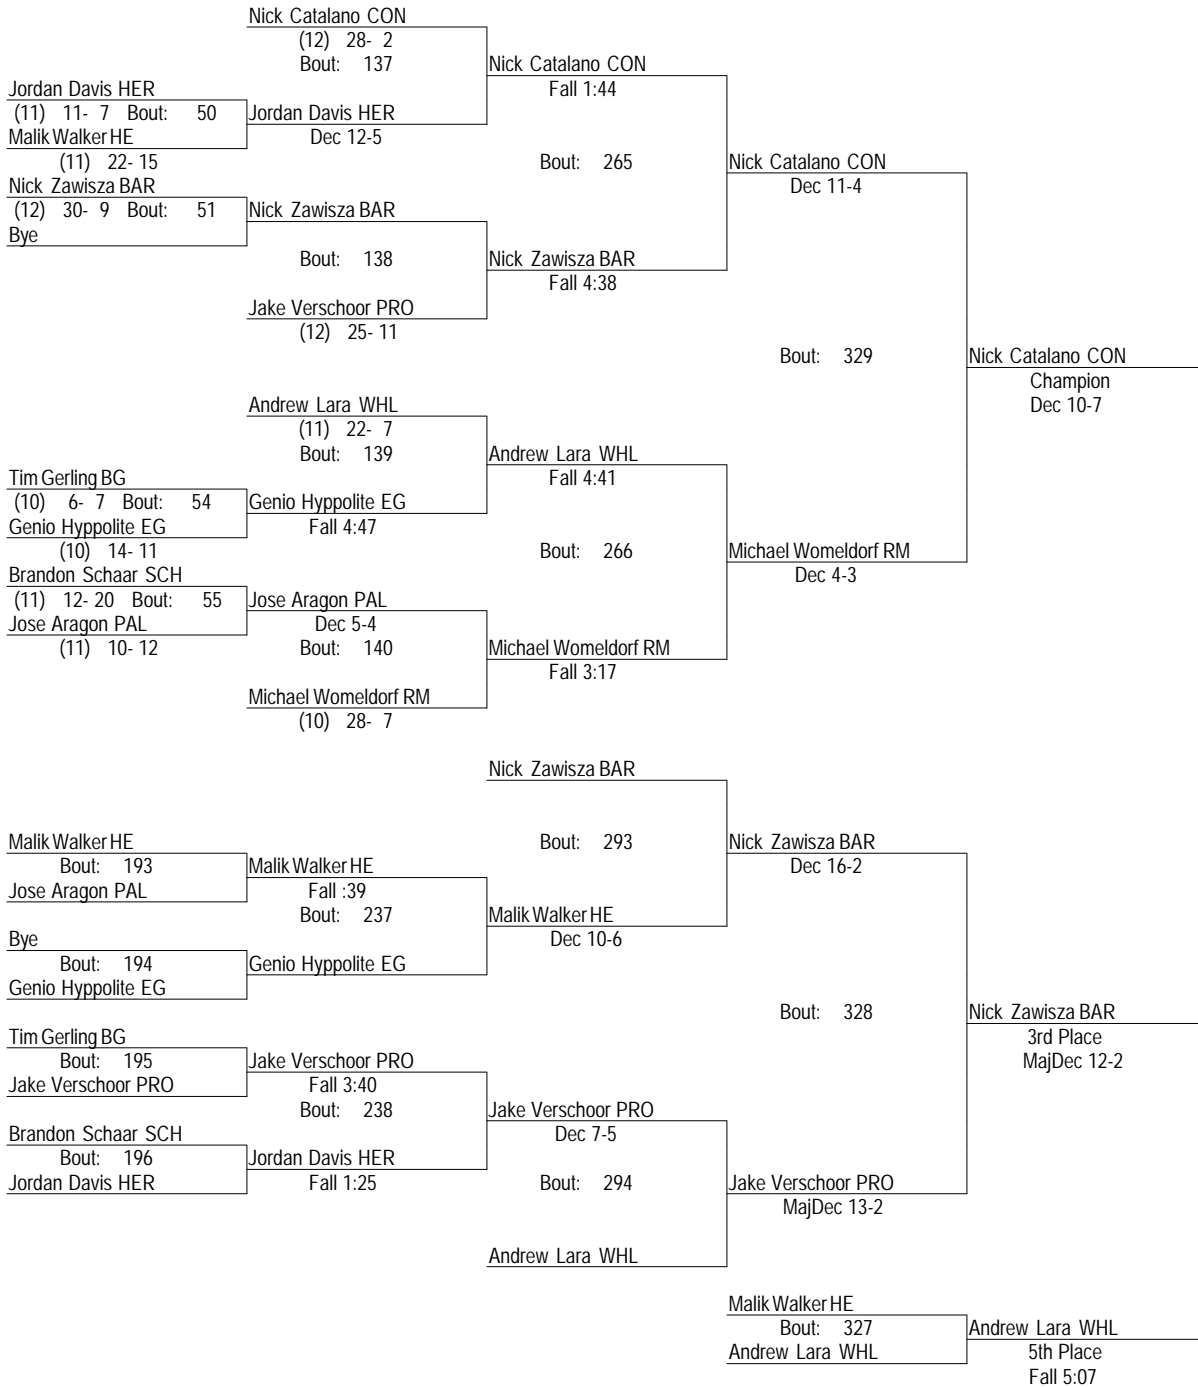 Nick Catalano CON
(12) 28- 2
Bout: 137
Nick Catalano CON
Fall 1:44
Jordan Davis HER
(11) 11- 7 Bout: 50
Jordan Davis HER
Malik Walker HE
Dec 12-5
(11) 22- 15
Bout: 265
Nick Catalano CON
Dec 11-4
Nick Zawisza BAR
(12) 30- 9 Bout: 51
Nick Zawisza BAR
Bye
Bout: 138
Nick Zawisza BAR
Fall 4:38
Jake Verschoor PRO
(12) 25- 11
Bout: 329
Nick Catalano CON
Champion
Dec 10-7
Andrew Lara WHL
(11) 22- 7
Bout: 139
Andrew Lara WHL
Fall 4:41
Tim Gerling BG
(10) 6- 7 Bout: 54
Genio Hyppolite EG
Genio Hyppolite EG
Fall 4:47
(10) 14- 11
Bout: 266
Michael Womeldorf RM
Dec 4-3
Brandon Schaar SCH
(11) 12- 20 Bout: 55
Jose Aragon PAL
Jose Aragon PAL
Dec 5-4
(11) 10- 12
Bout: 140
Michael Womeldorf RM
Fall 3:17
Michael Womeldorf RM
(10) 28- 7
Nick Zawisza BAR
Malik Walker HE
Bout: 293
Nick Zawisza BAR
Bout: 193
Malik Walker HE
Dec 16-2
Jose Aragon PAL
Fall :39
Bout: 237
Malik Walker HE
Dec 10-6
Bye
Bout: 194
Genio Hyppolite EG
Genio Hyppolite EG
Bout: 328
Nick Zawisza BAR
3rd Place
MajDec 12-2
Tim Gerling BG
Bout: 195
Jake Verschoor PRO
Jake Verschoor PRO
Fall 3:40
Bout: 238
Jake Verschoor PRO
Dec 7-5
Brandon Schaar SCH
Bout: 196
Jordan Davis HER
Jordan Davis HER
Fall 1:25
Bout: 294
Jake Verschoor PRO
MajDec 13-2
Andrew Lara WHL
Malik Walker HE
Bout: 327
Andrew Lara WHL
Andrew Lara WHL
5th Place
Fall 5:07